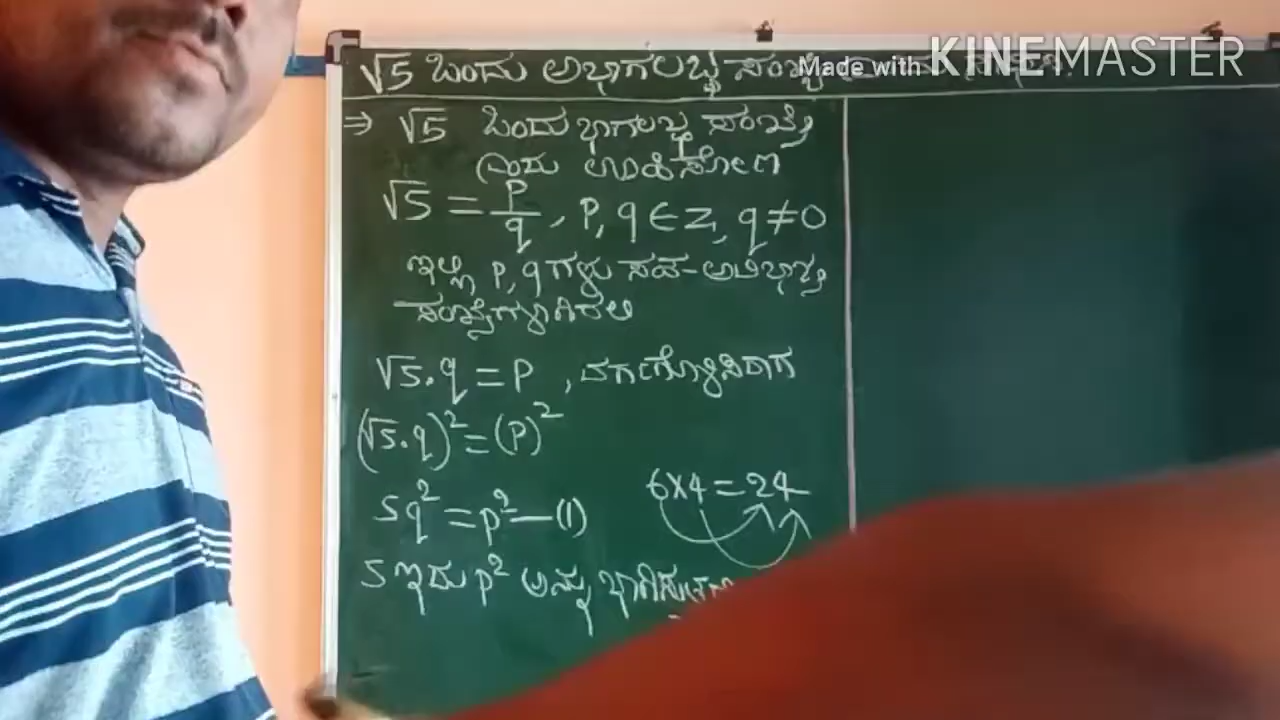 √5 ಒಂದು ಅಭಾಗಲಬ್ಧ ಸಂಖ್ಯೆ
Made with KINEMASTER
⇒ √5 ಒಂದು ಭಾಗಲಬ್ಧ ಸಂಖ್ಯೆ
ಎಂದು ಊಹಿಸೋಣ
√5 = p/q, p, q ∈ z, q ≠ 0
ಇಲ್ಲಿ p, q ಗಳು ಸಹ-ಅವಿಭಾಜ್ಯ
ಸಂಖ್ಯೆಗಳಾಗಿರಲಿ
√5.q = p, ವರ್ಗಗೊಳಿಸಿದಾಗ
(√5.q)² = (p)²
6×4=24
5q² = p² — (1)
5 ಇದು p² ಅನ್ನು